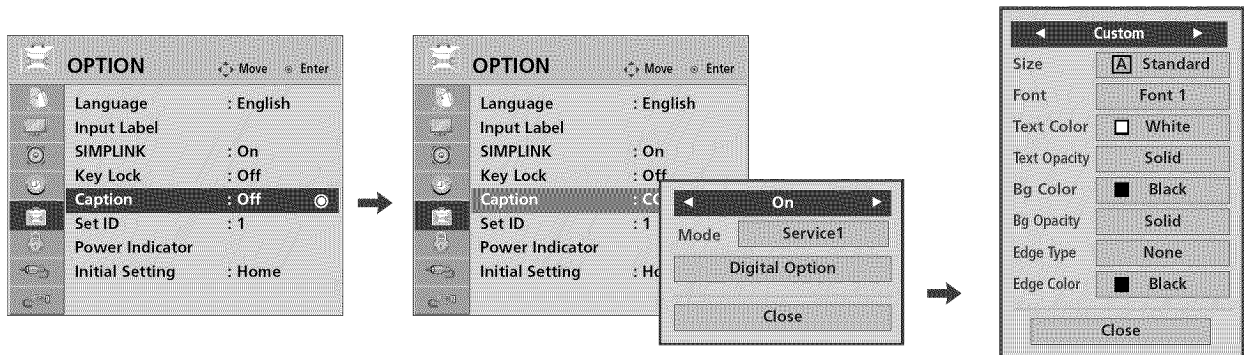 OPTION Move Enter
Language : English
Input Label
SIMPLINK : On
Key Lock : Off
Caption : Off
Set ID : 1
Power Indicator
Initial Setting : Home
OPTION Move Enter
Language : English
Input Label
SIMPLINK : On
Key Lock : Off
Caption : CC
Set ID : 1
Power Indicator
Initial Setting : Ho
On
Mode Service1
Digital Option
Close
Custom
Size A Standard
Font Font 1
Text Color White
Text Opacity Solid
Bg Color Black
Bg Opacity Solid
Edge Type None
Edge Color Black
Close